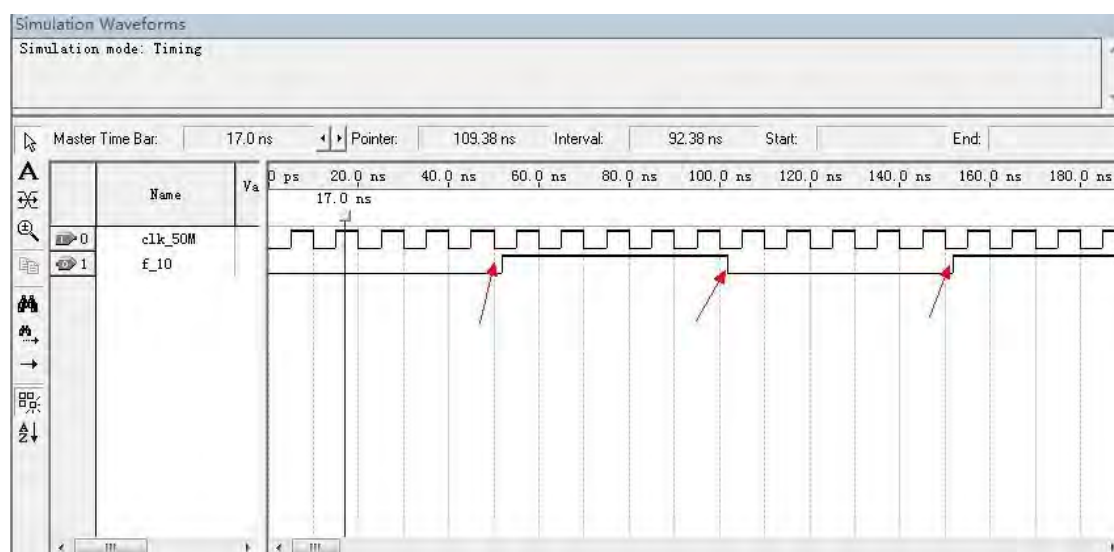 Simulation Waveforms
Simulation mode: Timing
Master Time Bar: 17.0 ns Pointer: 109.38 ns Interval: 92.38 ns Start: End:
Name Va 0 ps 20.0 ns 40.0 ns 60.0 ns 80.0 ns 100.0 ns 120.0 ns 140.0 ns 160.0 ns 180.0 ns
17.0 ns
0 clk_50M
1 f_10